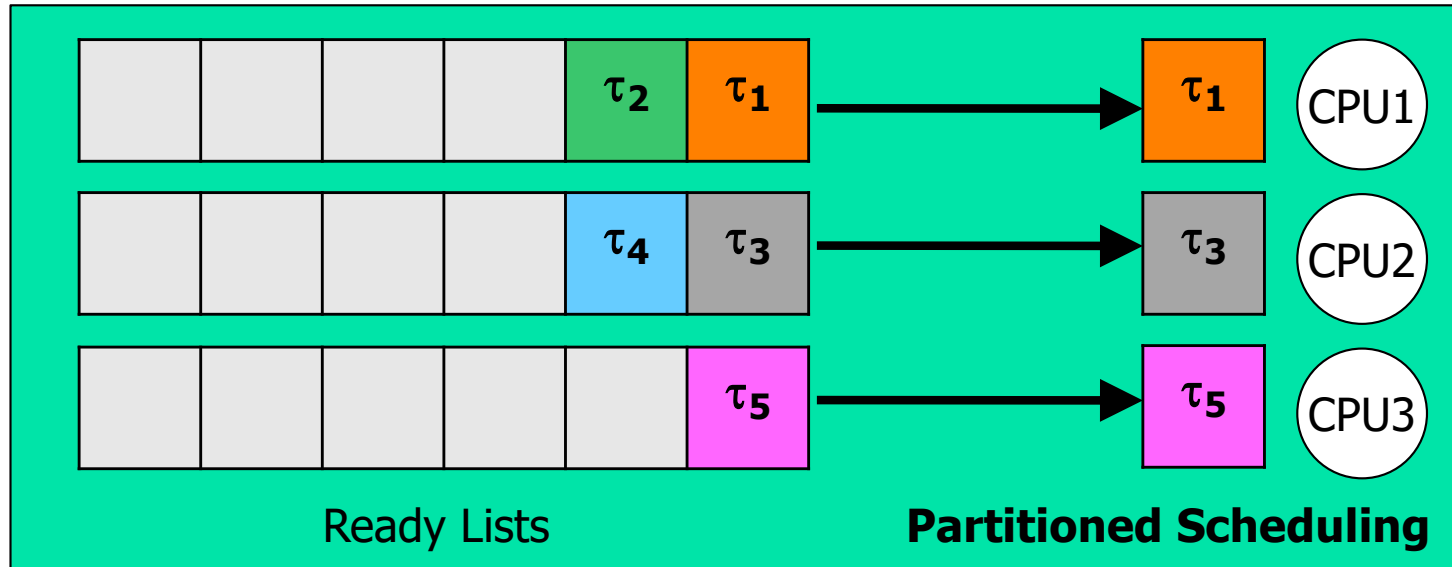 τ2 τ1 τ1 CPU1
τ4 τ3 τ3 CPU2
τ5 τ5 CPU3
Ready Lists Partitioned Scheduling